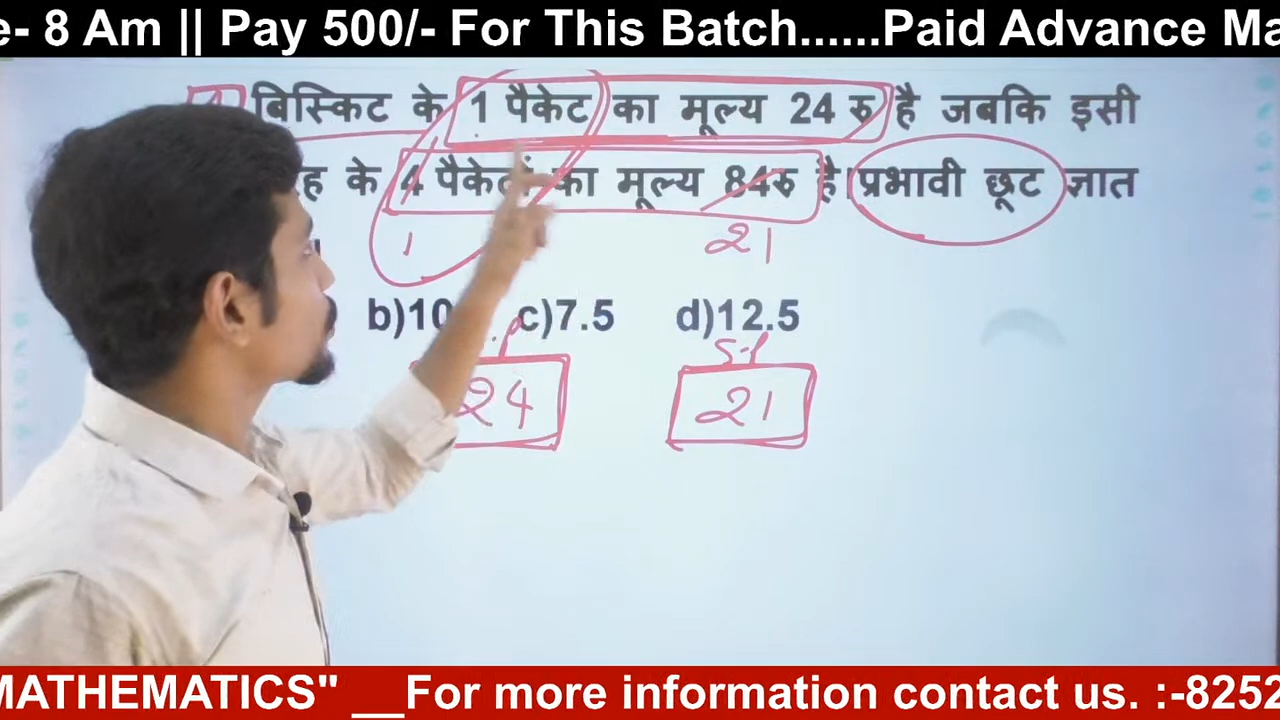 e- 8 Am || Pay 500/- For This Batch......Paid Advance Ma
बिस्किट के 1 पैकेट का मूल्य 24 रु है जबकि इसी
के 4 पैकेटों का मूल्य 84रु है। प्रभावी छूट ज्ञात
1 21
b)10 c)7.5 d)12.5
S.P
24 21
MATHEMATICS" __For more information contact us. :-8252